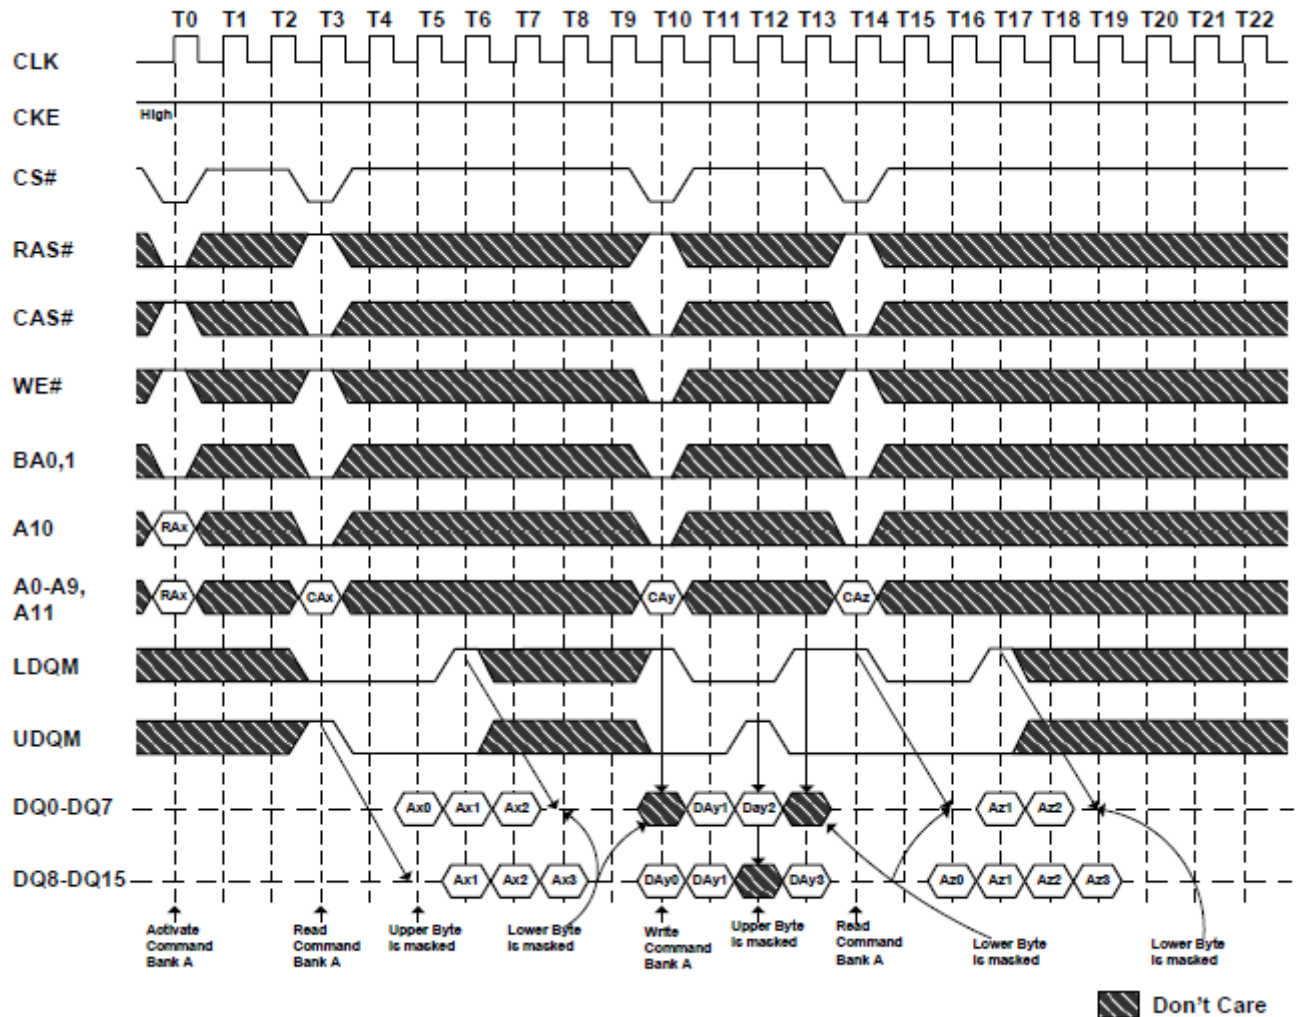 T0 T1 T2 T3 T4 T5 T6 T7 T8 T9 T10 T11 T12 T13 T14 T15 T16 T17 T18 T19 T20 T21 T22
CLK
CKE
High
CS#
RAS#
CAS#
WE#
BA0,1
A10
RAx
A0-A9,
A11
RAx CAx CAy CAz
LDQM
UDQM
DQ0-DQ7
Ax0 Ax1 Ax2 DAy1 Day2 Az1 Az2
DQ8-DQ15
Ax1 Ax2 Ax3 DAy0 DAy1 DAy3 Az0 Az1 Az2 Az3
Activate
Command
Bank A
Read
Command
Bank A
Upper Byte
is masked
Lower Byte
is masked
Write
Command
Bank A
Upper Byte
is masked
Read
Command
Bank A
Lower Byte
is masked
Lower Byte
is masked
Don't Care